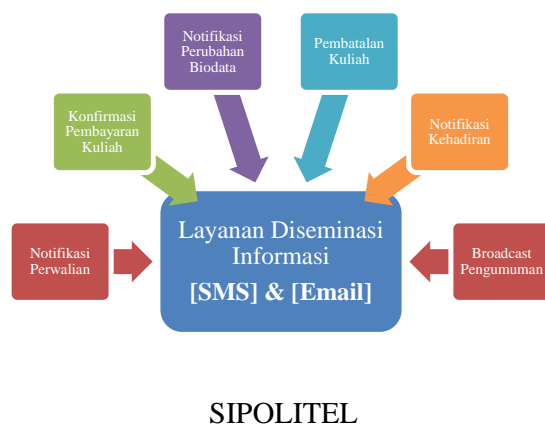 Notifikasi
Perubahan
Biodata
Pembatalan
Kuliah
Konfirmasi
Pembayaran
Kuliah
Notifikasi
Kehadiran
Notifikasi
Perwalian
Layanan Diseminasi
Informasi
[SMS] & [Email]
Broadcast
Pengumuman
SIPOLITEL